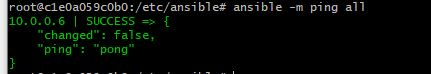 root@c1e0a059c0b0:/etc/ansible# ansible -m ping all
10.0.0.6 | SUCCESS => {
    "changed": false,
    "ping": "pong"
}